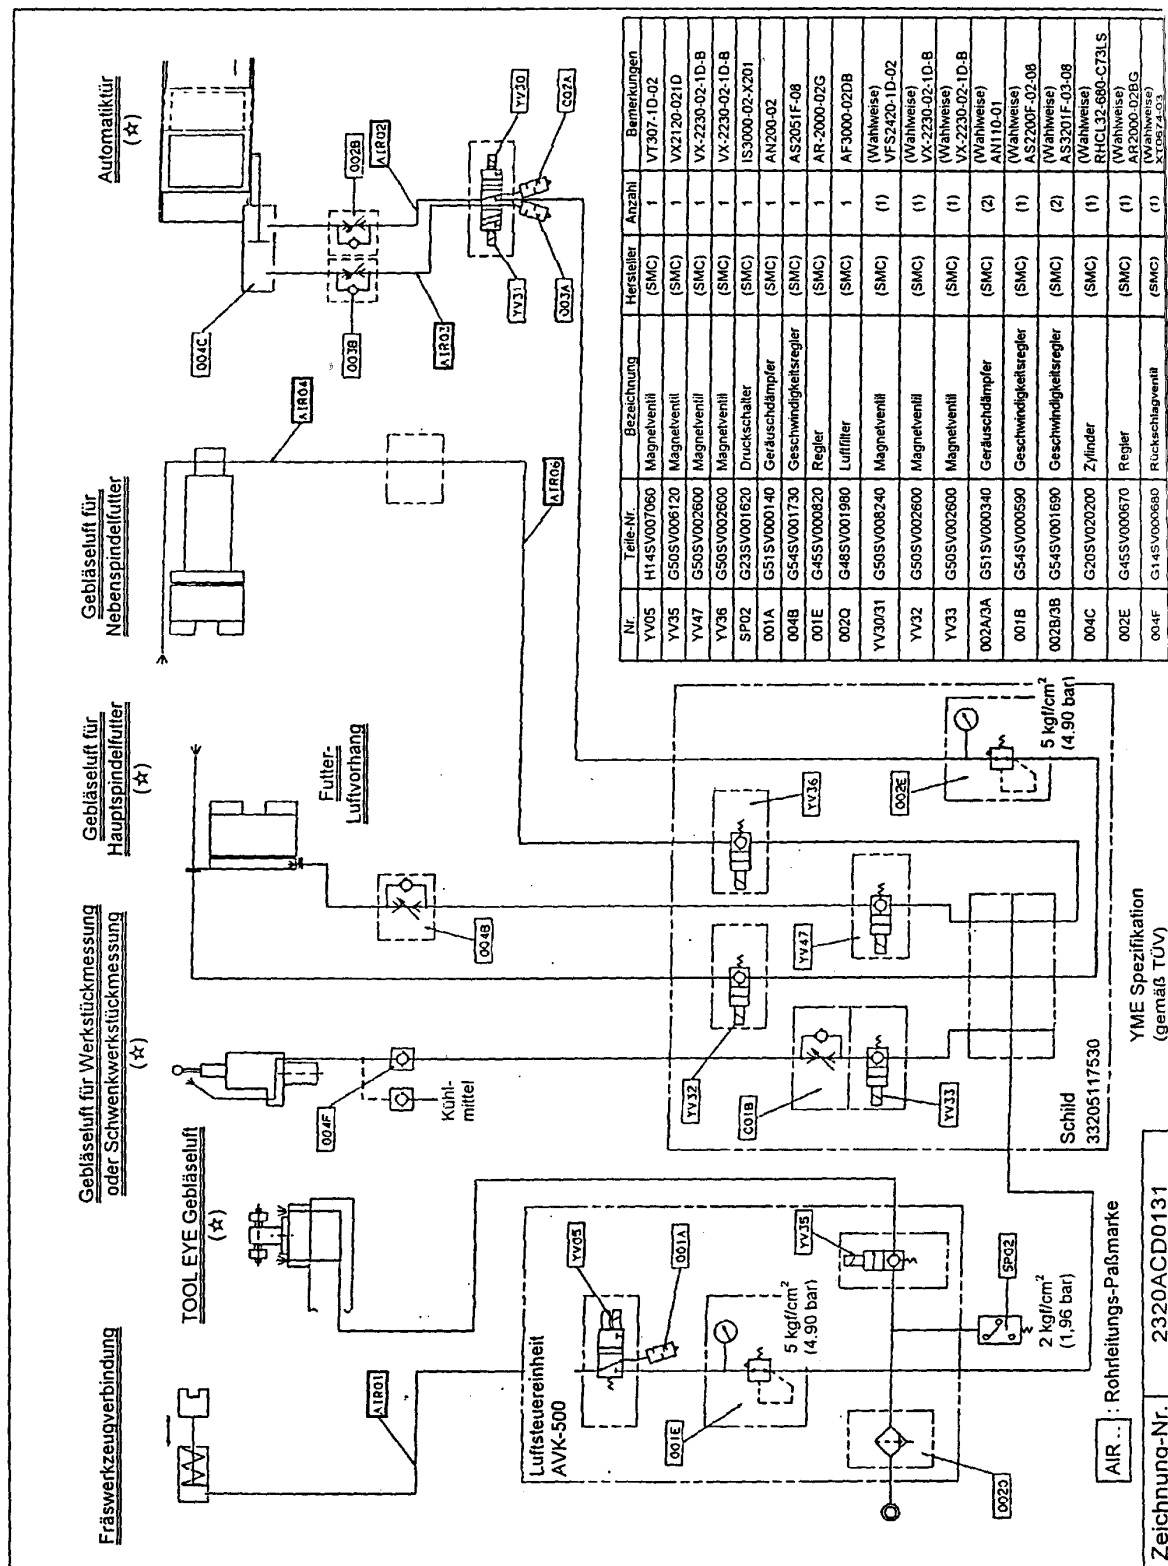 Fräswerkzeugverbindung
TOOL EYE Gebläseluft
(☆)
Gebläseluft für Werkstückmessung
oder Schwenkwerkstückmessung
(☆)
Gebläseluft für
Hauptspindelfutter
(☆)
Gebläseluft für
Nebenspindelfutter
Automatiktür
(☆)
Futter-
Luftvorhang
Kühl-
mittel
AIR01
AIR02
AIR03
AIR04
AIR06
004C
003B
002B
YV31
YV30
003A
C02A
004B
004F
YV32
YV36
YV47
C01B
YV33
002E
5 kgf/cm²
(4.90 bar)
Schild
33205117530
Luftsteuereinheit
AVK-500
YV05
001A
001E
5 kgf/cm²
(4.90 bar)
YV35
SP02
2 kgf/cm²
(1,96 bar)
002Q
AIR .. : Rohrleitungs-Paßmarke
YME Spezifikation
(gemäß TÜV)
Zeichnung-Nr. 2320ACD0131
Nr. Teile-Nr. Bezeichnung Hersteller Anzahl Bemerkungen
YV05 H14SV007060 Magnetventil (SMC) 1 VT307-1D-02
YV35 G50SV006120 Magnetventil (SMC) 1 VX2120-021D
YV47 G50SV002600 Magnetventil (SMC) 1 VX-2230-02-1D-B
YV36 G50SV002600 Magnetventil (SMC) 1 VX-2230-02-1D-B
SP02 G23SV001620 Druckschalter (SMC) 1 IS3000-02-X201
001A G51SV000140 Geräuschdämpfer (SMC) 1 AN200-02
004B G54SV001730 Geschwindigkeitsregler (SMC) 1 AS2051F-08
001E G45SV000820 Regler (SMC) 1 AR-2000-02G
002Q G48SV001980 Luftfilter (SMC) 1 AF3000-02DB
YV30/31 G50SV008240 Magnetventil (SMC) (1) (Wahlweise) VFS2420-1D-02
YV32 G50SV002600 Magnetventil (SMC) (1) (Wahlweise) VX-2230-02-1D-B
YV33 G50SV002600 Magnetventil (SMC) (1) (Wahlweise) VX-2230-02-1D-B
002A/3A G51SV000340 Geräuschdämpfer (SMC) (2) (Wahlweise) AN110-01
001B G54SV000590 Geschwindigkeitsregler (SMC) (1) (Wahlweise) AS2200F-02-08
002B/3B G54SV001690 Geschwindigkeitsregler (SMC) (2) (Wahlweise) AS3201F-03-08
004C G20SV020200 Zylinder (SMC) (1) (Wahlweise) RHCL32-680-C73LS
002E G45SV000670 Regler (SMC) (1) (Wahlweise) AR2000-02BG
004F G14SV000680 Rückschlagventil (SMC) (1) (Wahlweise) XT0674-03